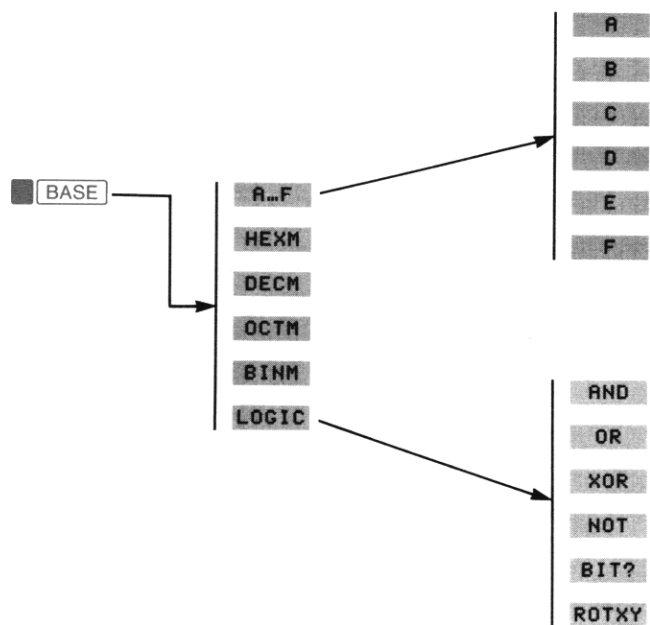 BASE
A…F
HEXM
DECM
OCTM
BINM
LOGIC
A
B
C
D
E
F
AND
OR
XOR
NOT
BIT?
ROTXY